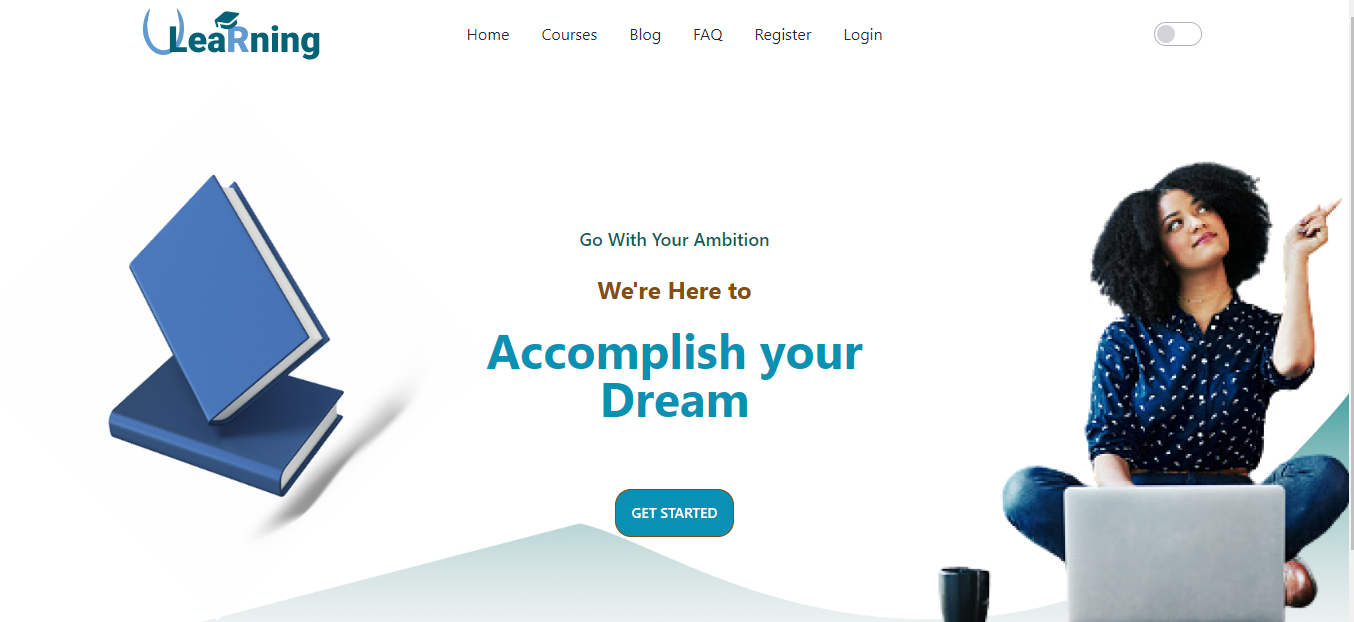 ULeaRning
Home Courses Blog FAQ Register Login
Go With Your Ambition
We're Here to
Accomplish your
Dream
GET STARTED